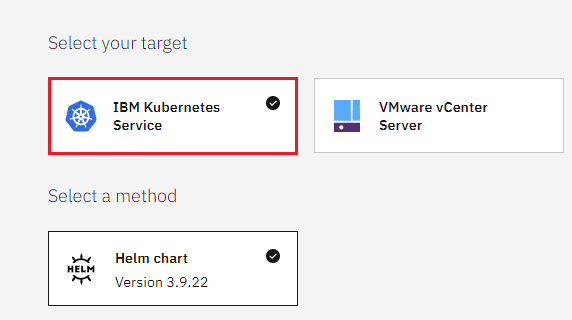 Select your target
IBM Kubernetes
Service
VMware vCenter
Server
Select a method
HELM
Helm chart
Version 3.9.22